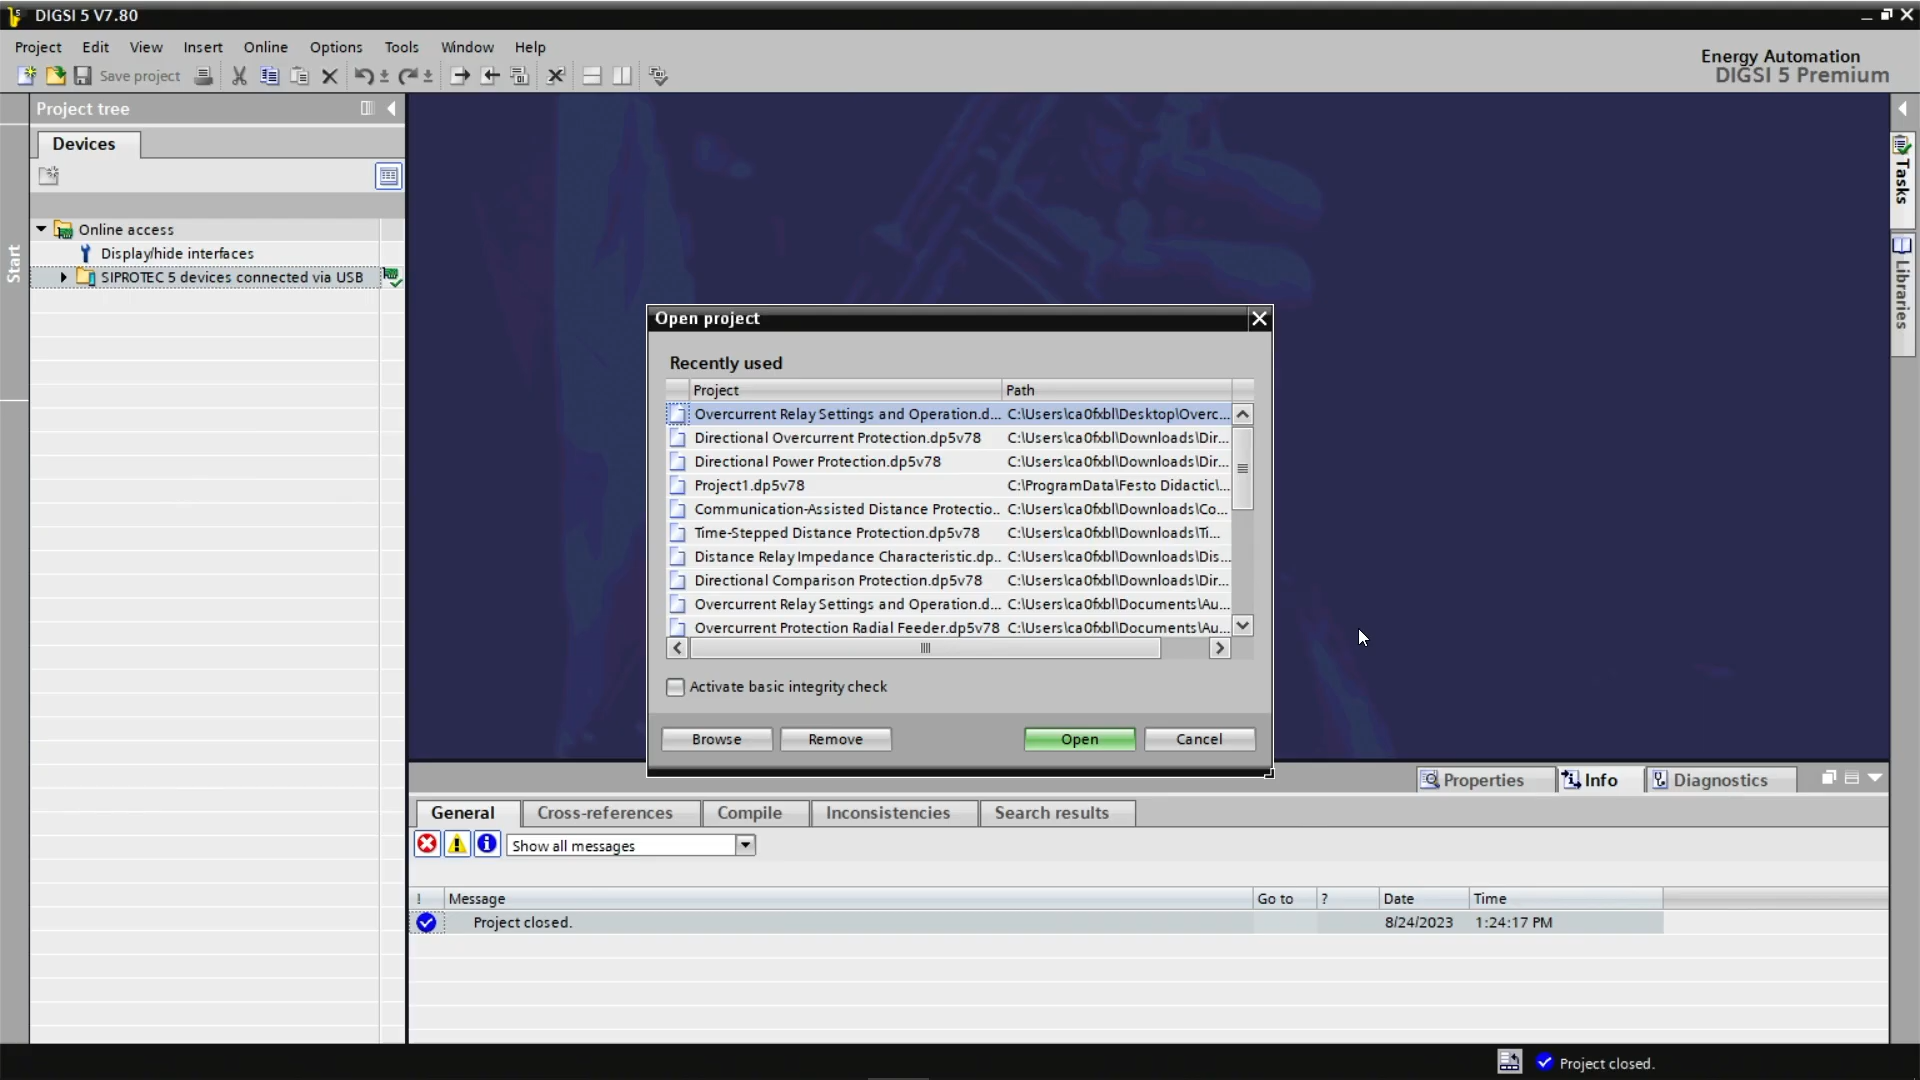 DIGSI 5 V7.80
Project Edit View Insert Online Options Tools Window Help
Save project
Energy Automation
DIGSI 5 Premium
Project tree
Devices
Start
Online access
Display/hide interfaces
SIPROTEC 5 devices connected via USB
Tasks
Libraries
Open project
Recently used
Project Path
Overcurrent Relay Settings and Operation.d... C:\Users\ca0fxbl\Desktop\Overc...
Directional Overcurrent Protection.dp5v78 C:\Users\ca0fxbl\Downloads\Dir...
Directional Power Protection.dp5v78 C:\Users\ca0fxbl\Downloads\Dir...
Project1.dp5v78 C:\ProgramData\Festo Didactic\...
Communication-Assisted Distance Protectio... C:\Users\ca0fxbl\Downloads\Co...
Time-Stepped Distance Protection.dp5v78 C:\Users\ca0fxbl\Downloads\Ti...
Distance Relay Impedance Characteristic.dp... C:\Users\ca0fxbl\Downloads\Dis...
Directional Comparison Protection.dp5v78 C:\Users\ca0fxbl\Downloads\Dir...
Overcurrent Relay Settings and Operation.d... C:\Users\ca0fxbl\Documents\Au...
Overcurrent Protection Radial Feeder.dp5v78 C:\Users\ca0fxbl\Documents\Au...
Activate basic integrity check
Browse Remove Open Cancel
Properties Info Diagnostics
General Cross-references Compile Inconsistencies Search results
Show all messages
! Message Go to ? Date Time
Project closed. 8/24/2023 1:24:17 PM
Project closed.